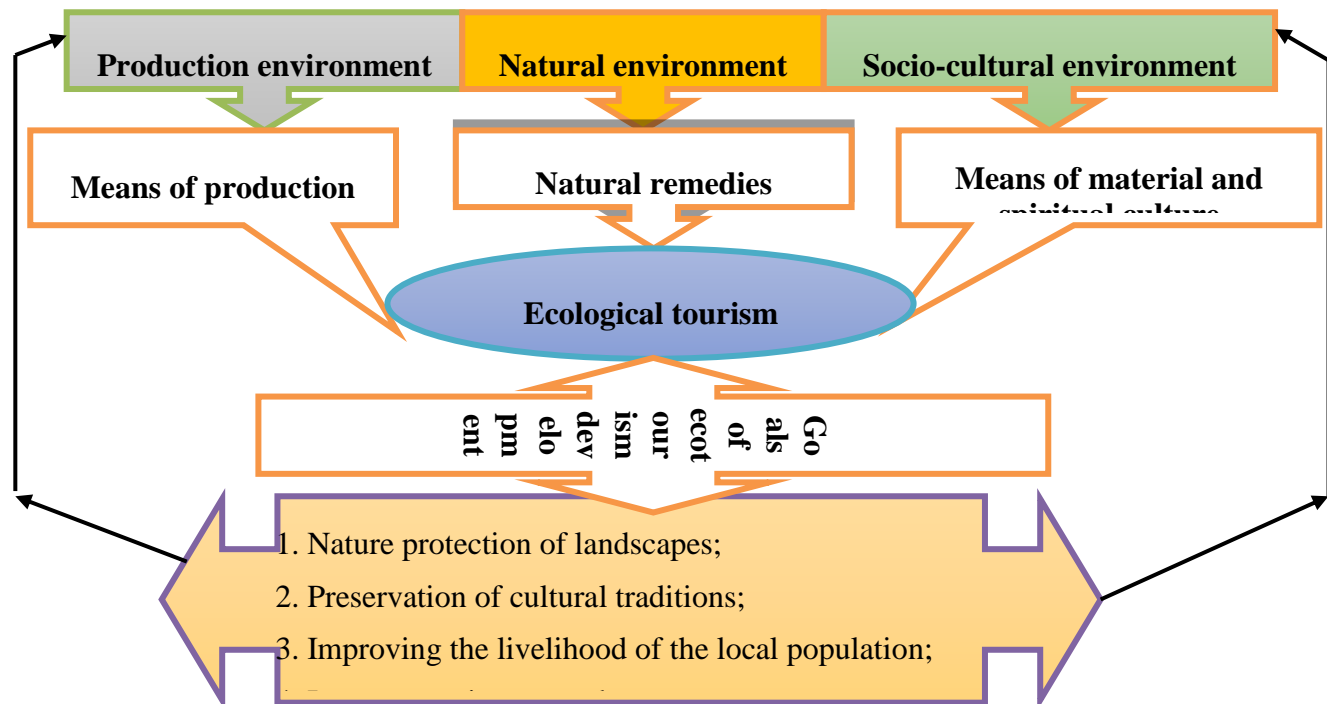 Production environment
Natural environment
Socio-cultural environment
Means of production
Natural remedies
Means of material and
spiritual culture
Ecological tourism
Go
als
of
ecot
our
ism
dev
elo
pm
ent
1. Nature protection of landscapes;
2. Preservation of cultural traditions;
3. Improving the livelihood of the local population;